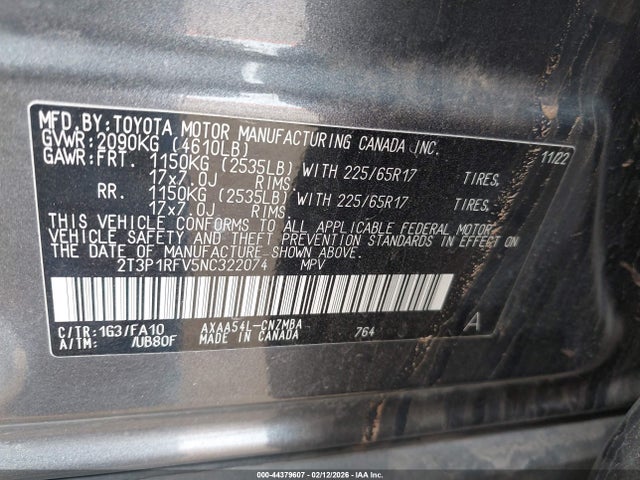 MFD.BY:TOYOTA MOTOR MANUFACTURING CANADA INC.
GVWR:2090KG (4610LB) 11/22
GAWR:FRT. 1150KG (2535LB) WITH 225/65R17 TIRES,
17x7.0J RIMS.
RR. 1150KG (2535LB) WITH 225/65R17 TIRES,
17x7.0J RIMS.
THIS VEHICLE CONFORMS TO ALL APPLICABLE FEDERAL MOTOR
VEHICLE SAFETY AND THEFT PREVENTION STANDARDS IN EFFECT ON
THE DATE OF MANUFACTURE SHOWN ABOVE.
2T3P1RFV5NC322074 MPV
C/TR:1G3/FA10 AXAA54L-CNZMBA 764 A
A/TM: /UB80F MADE IN CANADA
000-44379607 - 02/12/2026 - IAA Inc.